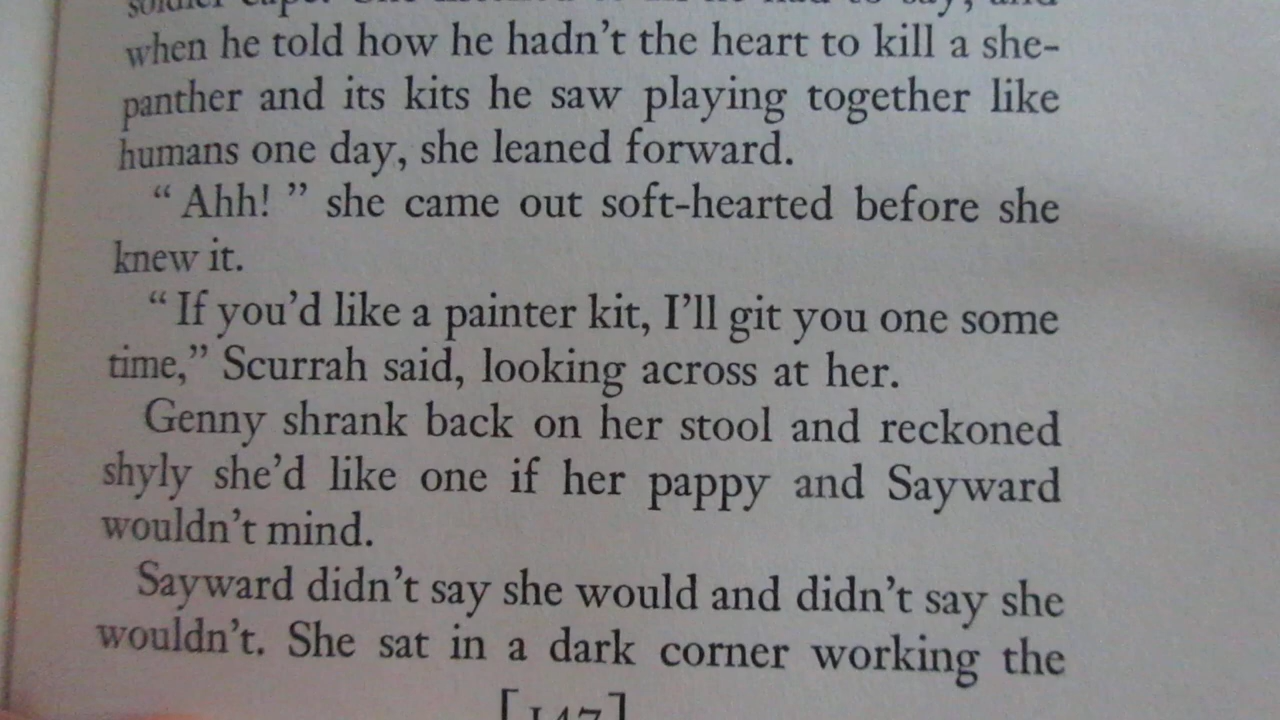 when he told how he hadn't the heart to kill a she-
panther and its kits he saw playing together like
humans one day, she leaned forward.
“ Ahh! ” she came out soft-hearted before she
knew it.
“ If you'd like a painter kit, I'll git you one some
time,” Scurrah said, looking across at her.
Genny shrank back on her stool and reckoned
shyly she'd like one if her pappy and Sayward
wouldn't mind.
Sayward didn't say she would and didn't say she
wouldn't. She sat in a dark corner working the
[147]